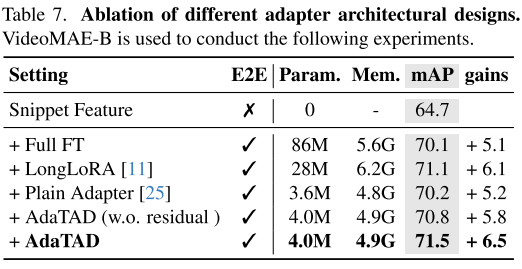 Table 7. Ablation of different adapter architectural designs.
VideoMAE-B is used to conduct the following experiments.
Setting E2E Param. Mem. mAP gains
Snippet Feature ✗ 0 - 64.7
+ Full FT ✓ 86M 5.6G 70.1 + 5.1
+ LongLoRA [11] ✓ 28M 6.2G 71.1 + 6.1
+ Plain Adapter [25] ✓ 3.6M 4.8G 70.2 + 5.2
+ AdaTAD (w.o. residual ) ✓ 4.0M 4.9G 70.8 + 5.8
+ AdaTAD ✓ 4.0M 4.9G 71.5 + 6.5